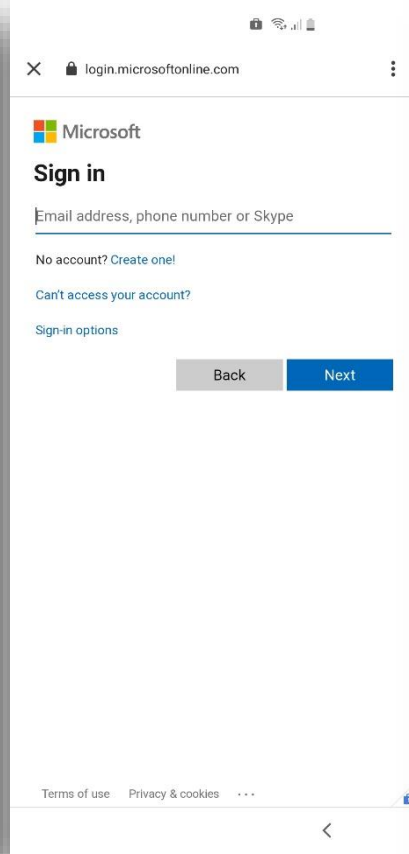 login.microsoftonline.com
Microsoft
Sign in
Email address, phone number or Skype
No account? Create one!
Can't access your account?
Sign-in options
Back Next
Terms of use Privacy & cookies ...